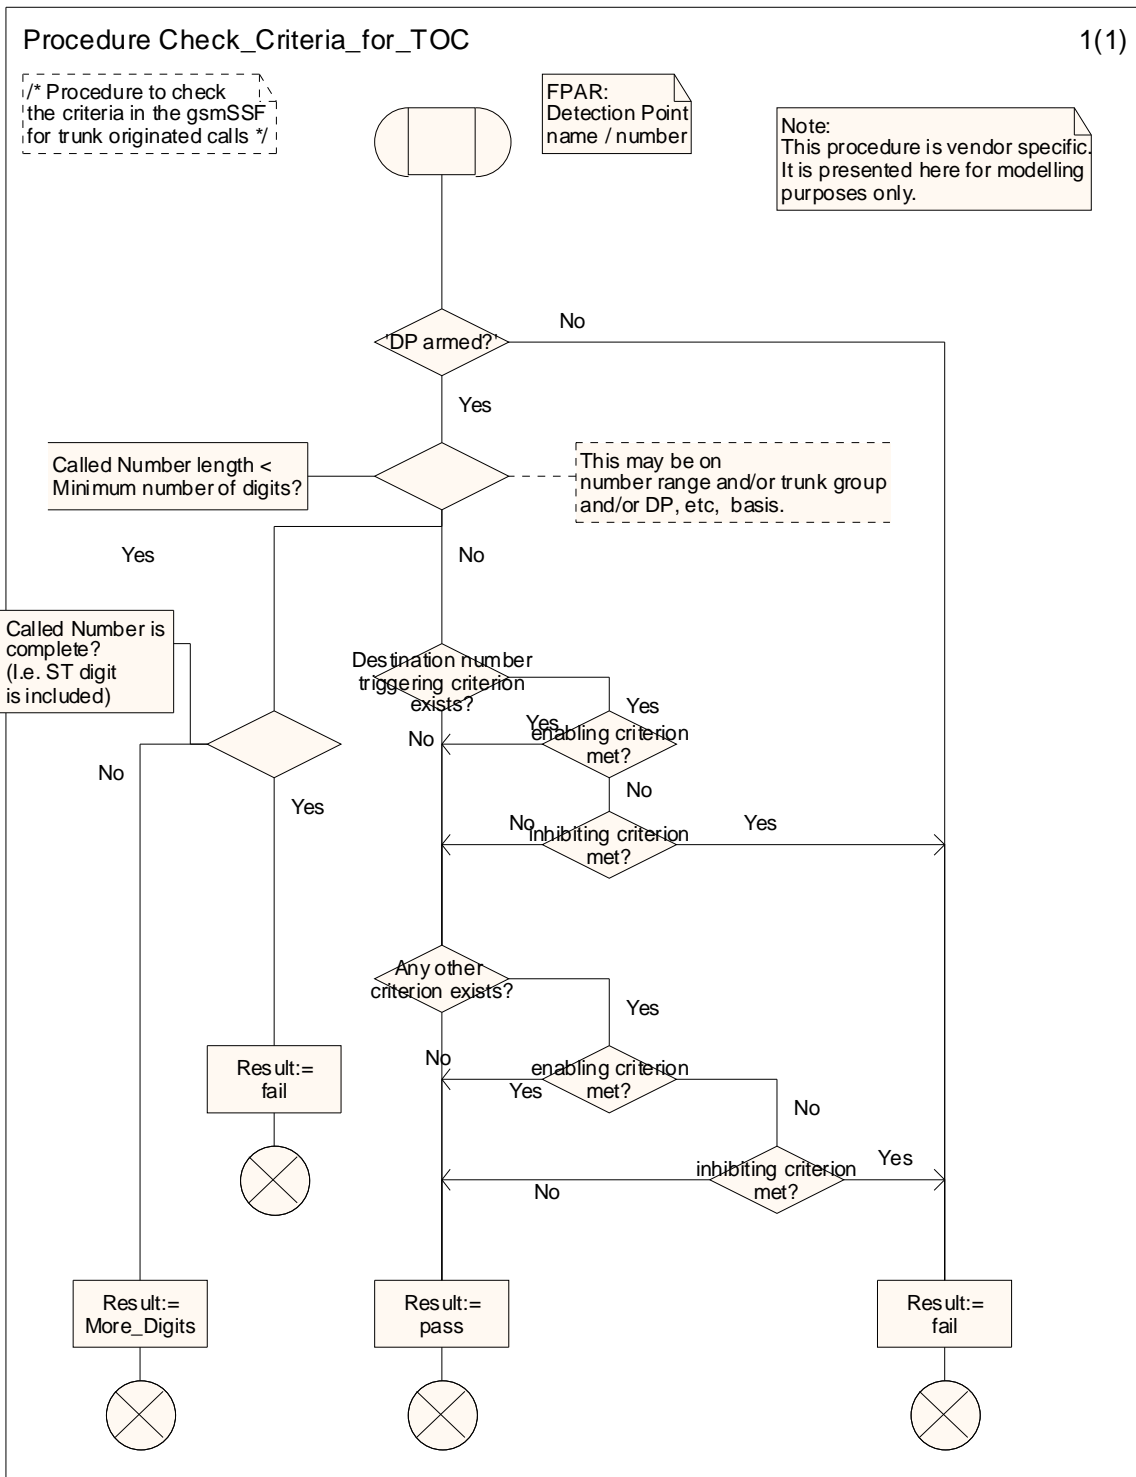 Procedure Check_Criteria_for_TOC
1(1)
/* Procedure to check
the criteria in the gsmSSF
for trunk originated calls */
FPAR:
Detection Point
name / number
Note:
This procedure is vendor specific.
It is presented here for modelling
purposes only.
'DP armed?'
No
Yes
Called Number length <
Minimum number of digits?
This may be on
number range and/or trunk group
and/or DP, etc, basis.
Yes
No
Called Number is
complete?
(I.e. ST digit
is included)
Destination number
triggering criterion
exists?
Yes
Yes
enabling criterion
met?
No
No
Yes
No
No
inhibiting criterion
met?
Yes
Any other
criterion exists?
Yes
No
enabling criterion
met?
Yes
No
Result:=
fail
inhibiting criterion
met?
Yes
No
Result:=
More_Digits
Result:=
pass
Result:=
fail